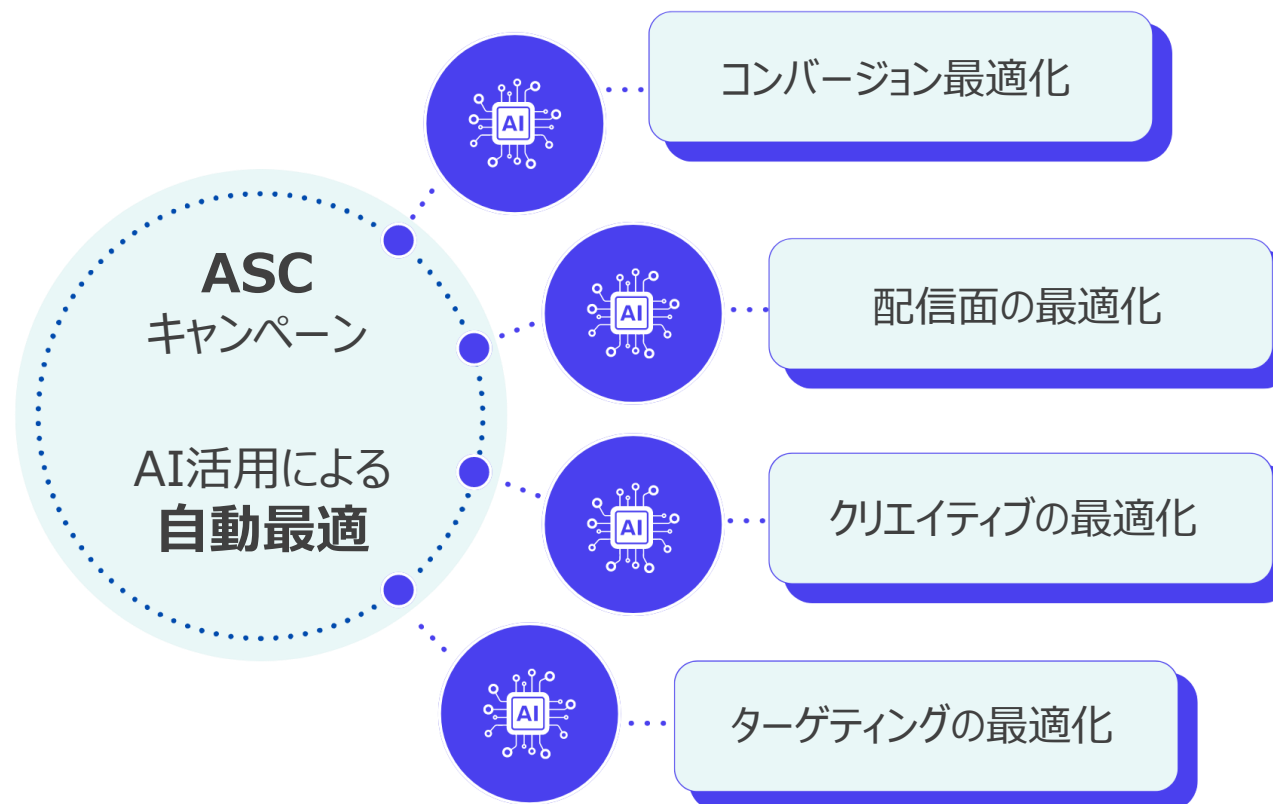 ASC
キャンペーン
AI活用による
自動最適
AI
コンバージョン最適化
AI
配信面の最適化
AI
クリエイティブの最適化
AI
ターゲティングの最適化